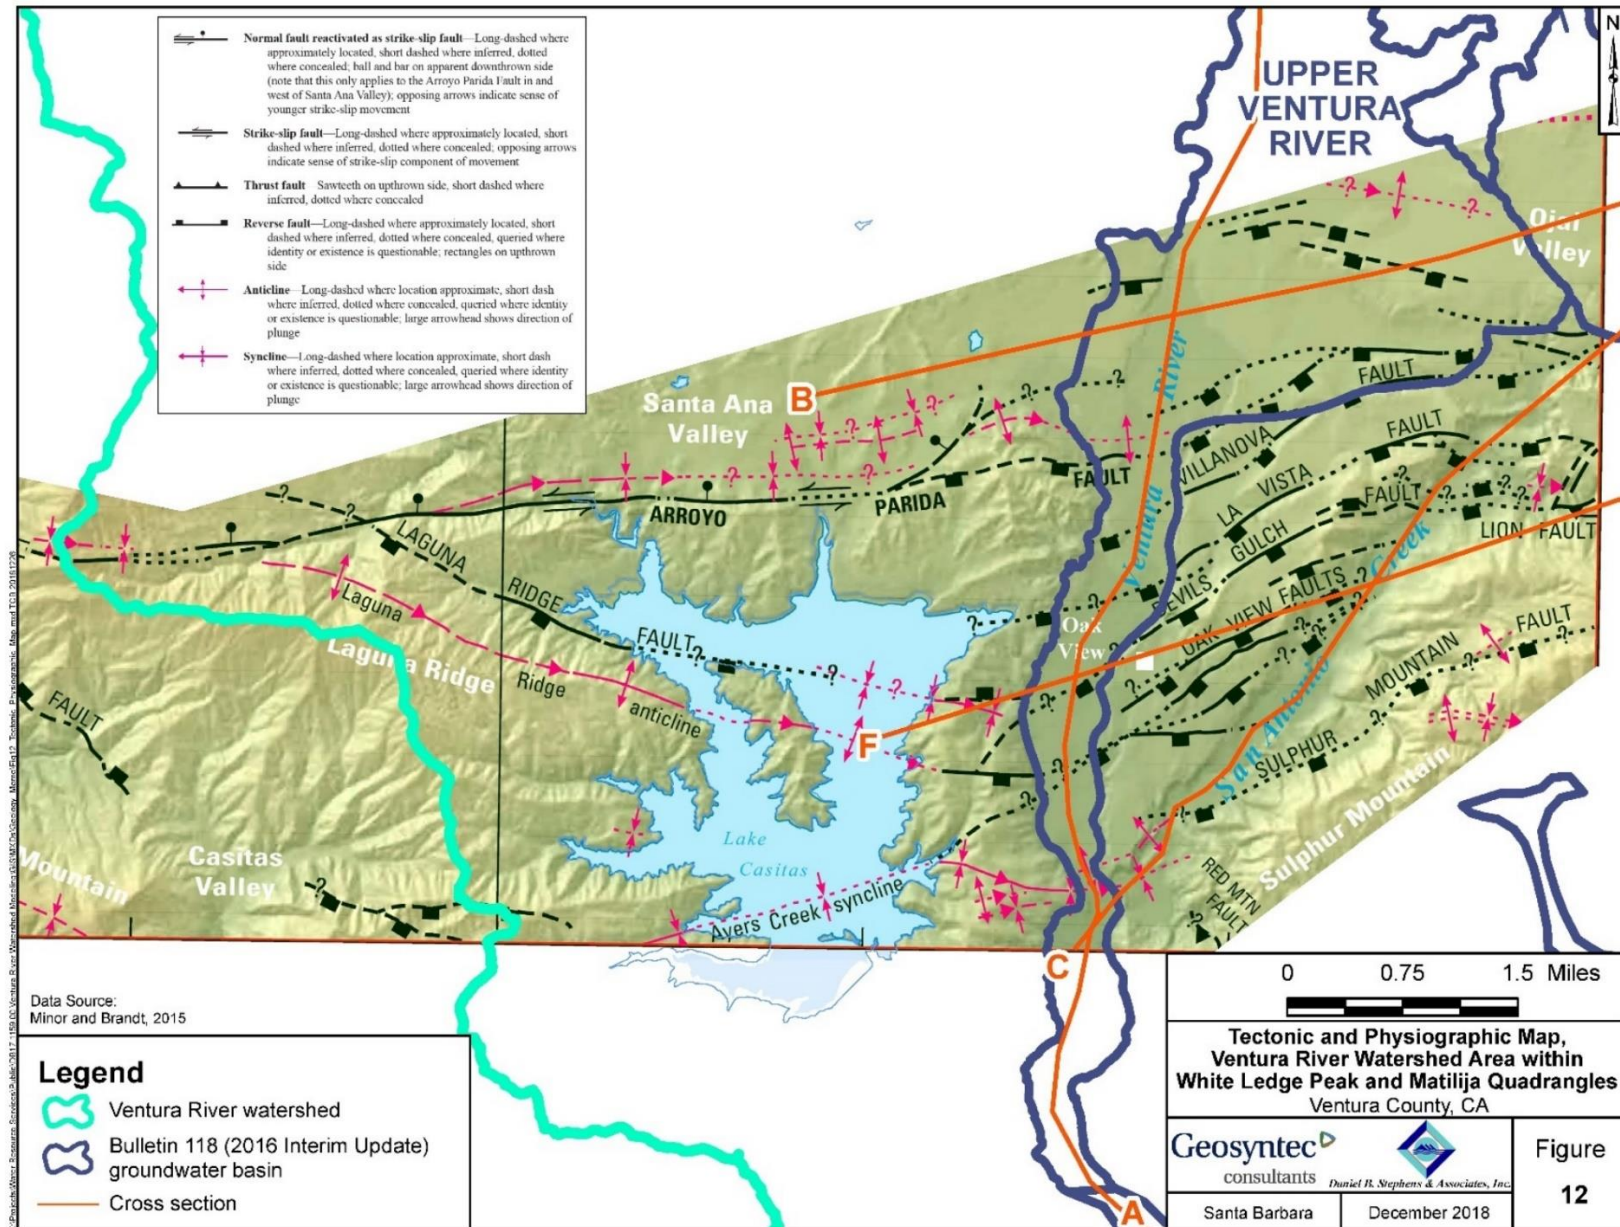 Normal fault reactivated as strike-slip fault—Long-dashed where
approximately located, short dashed where inferred, dotted
where concealed; ball and bar on apparent downthrown side
(note that this only applies to the Arroyo Parida Fault in and
west of Santa Ana Valley); opposing arrows indicate sense of
younger strike-slip movement
Strike-slip fault—Long-dashed where approximately located, short
dashed where inferred, dotted where concealed; opposing arrows
indicate sense of strike-slip component of movement
Thrust fault Sawteeth on upthrown side, short dashed where
inferred, dotted where concealed
Reverse fault—Long-dashed where approximately located, short
dashed where inferred, dotted where concealed, queried where
identity or existence is questionable; rectangles on upthrown
side
Anticline Long-dashed where location approximate, short dash
where inferred, dotted where concealed, queried where identity
or existence is questionable; large arrowhead shows direction of
plunge
Syncline—Long-dashed where location approximate, short dash
where inferred, dotted where concealed, queried where identity
or existence is questionable; large arrowhead shows direction of
plunge
N
UPPER
VENTURA
RIVER
Ojai
Valley
B
Santa Ana
Valley
Ventura River
FAULT
VILLANOVA
FAULT
LA VISTA
ARROYO PARIDA FAULT
DEVILS GULCH FAULT
LION FAULT
LAGUNA RIDGE FAULT
Laguna Ridge anticline
Laguna Ridge
Oak
View
OAK VIEW FAULTS
San Antonio Creek
SULPHUR MOUNTAIN FAULT
Sulphur Mountain
FAULT
F
Lake
Casitas
Casitas
Valley
Mountain
Ayers Creek syncline
RED MTN
FAULT
C
A
Data Source:
Minor and Brandt, 2015
Legend
Ventura River watershed
Bulletin 118 (2016 Interim Update)
groundwater basin
Cross section
0 0.75 1.5 Miles
Tectonic and Physiographic Map,
Ventura River Watershed Area within
White Ledge Peak and Matilija Quadrangles
Ventura County, CA
Geosyntec
consultants
Daniel B. Stephens & Associates, Inc.
Figure
12
Santa Barbara
December 2018